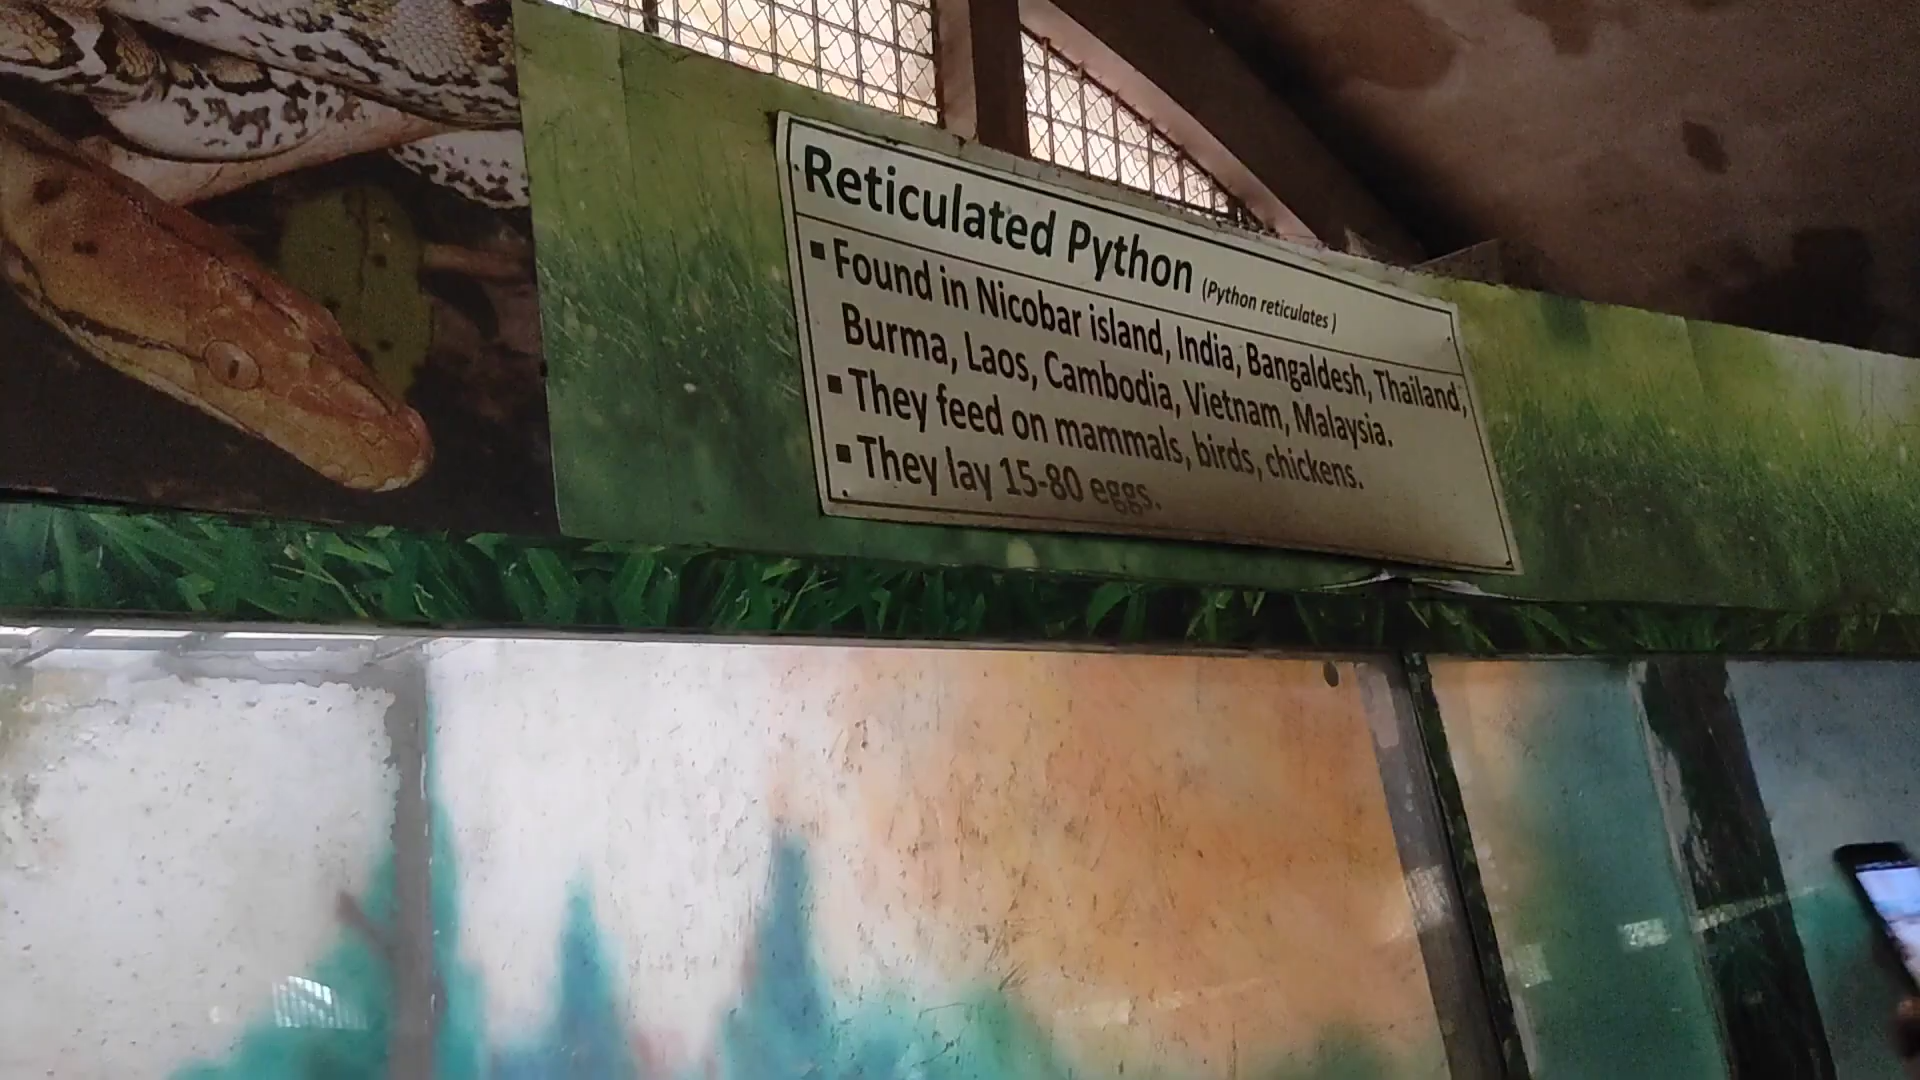 Reticulated Python (Python reticulates )
▪ Found in Nicobar island, India, Bangaldesh, Thailand,
Burma, Laos, Cambodia, Vietnam, Malaysia.
▪ They feed on mammals, birds, chickens.
▪ They lay 15-80 eggs.